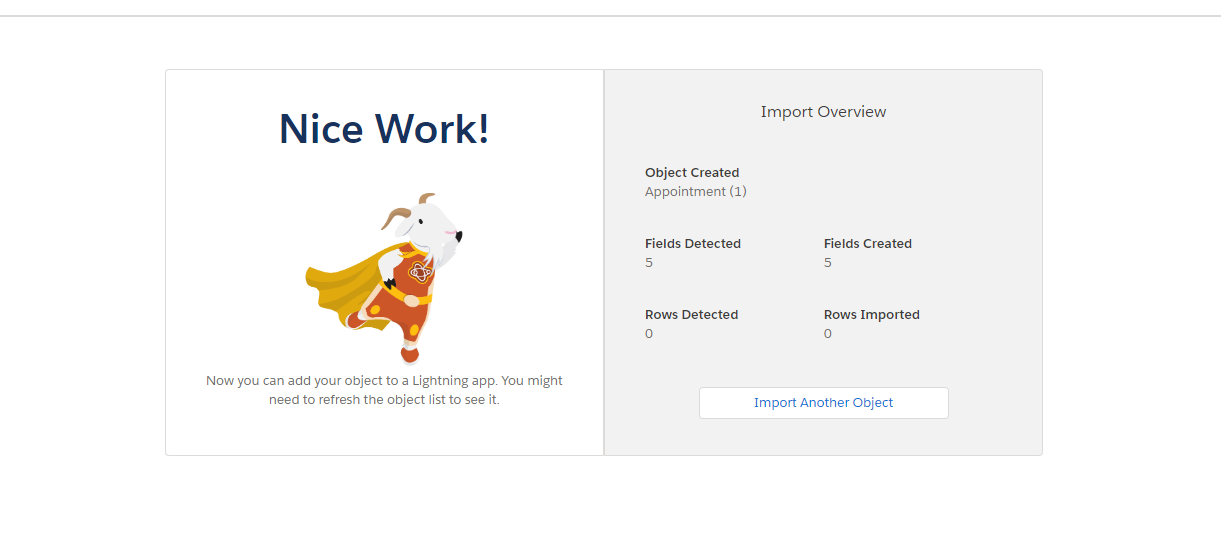 Nice Work!
Now you can add your object to a Lightning app. You might
need to refresh the object list to see it.
Import Overview
Object Created
Appointment (1)
Fields Detected
5
Fields Created
5
Rows Detected
0
Rows Imported
0
Import Another Object